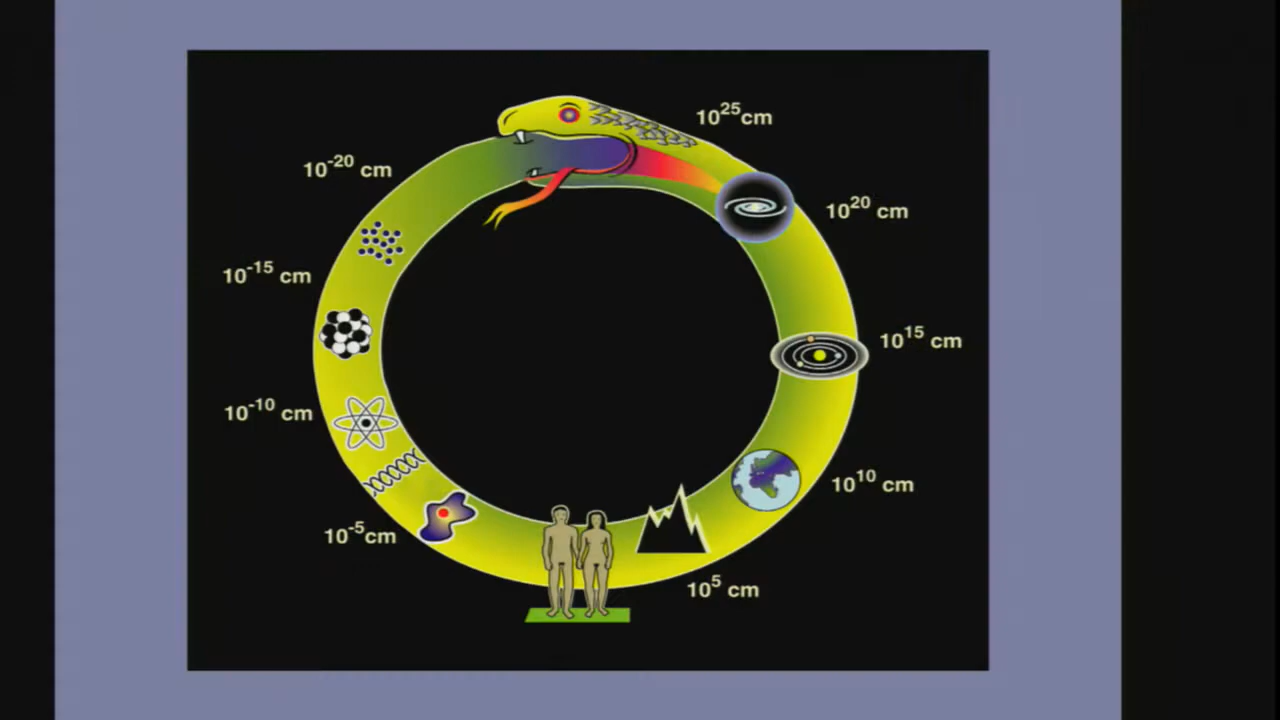 10^25 cm
10^-20 cm
10^20 cm
10^-15 cm
10^15 cm
10^-10 cm
10^10 cm
10^-5 cm
10^5 cm